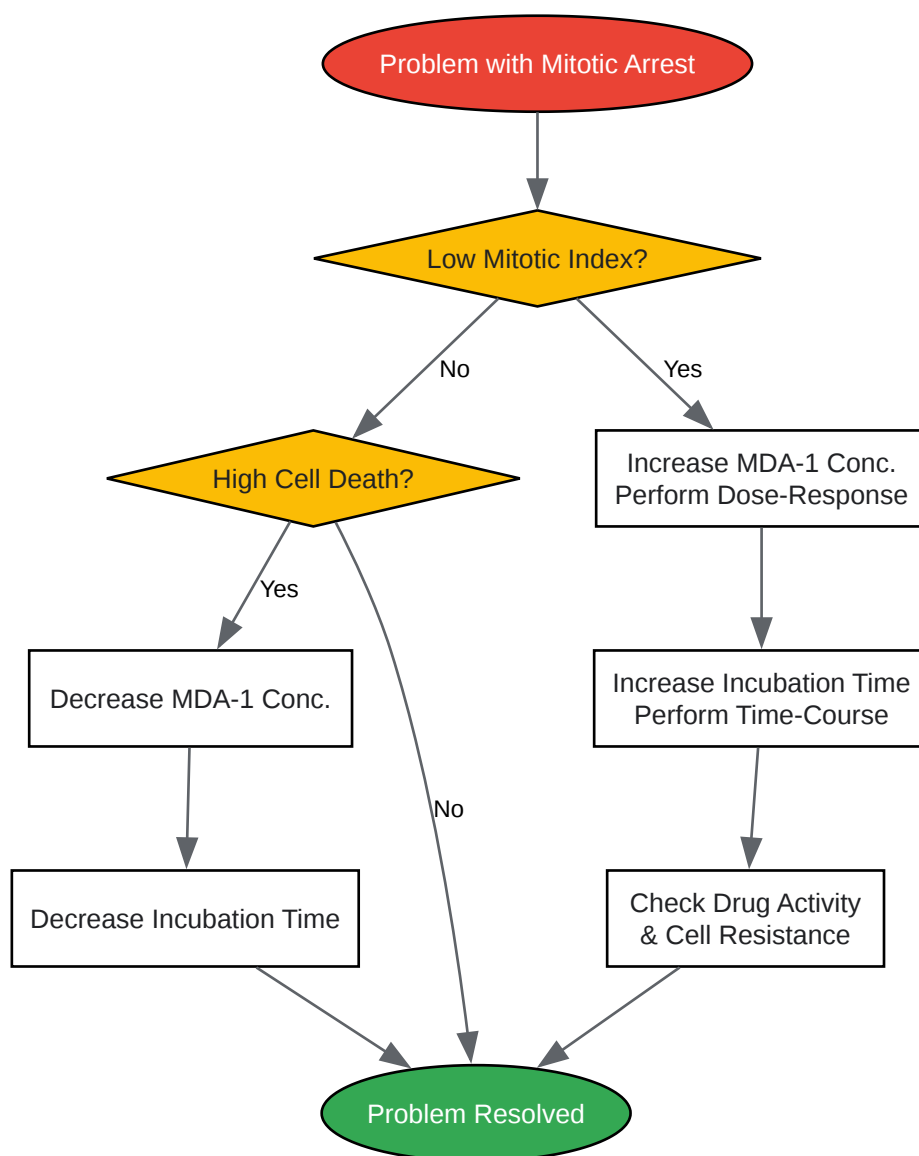 Problem with Mitotic Arrest
Low Mitotic Index?
No
Yes
High Cell Death?
Increase MDA-1 Conc.
Perform Dose-Response
Yes
Decrease MDA-1 Conc.
Increase Incubation Time
Perform Time-Course
No
Decrease Incubation Time
Check Drug Activity
& Cell Resistance
Problem Resolved